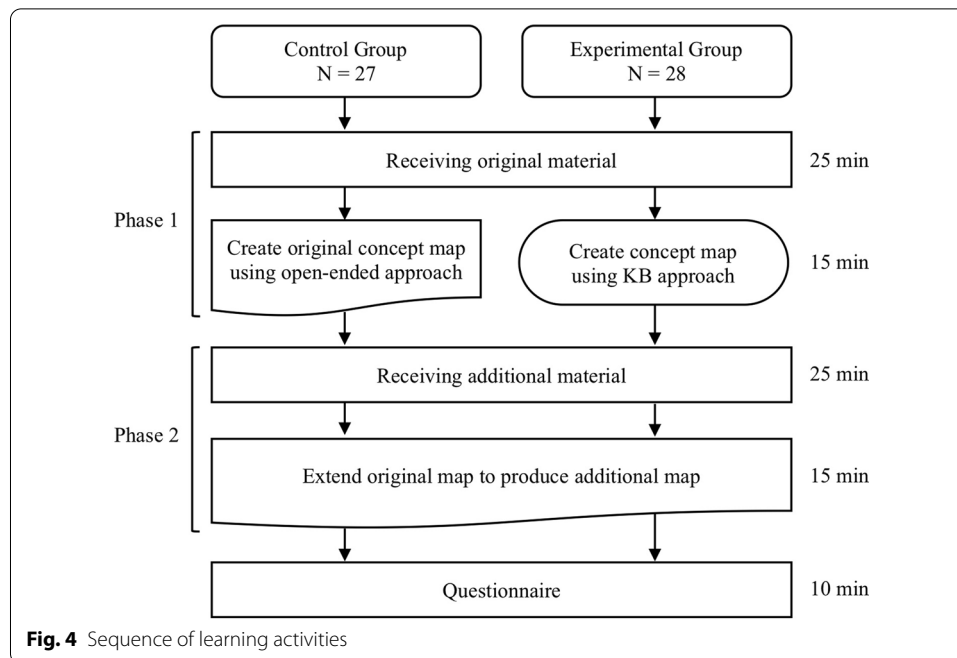 Control Group
N = 27
Experimental Group
N = 28
Receiving original material
25 min
Phase 1
Create original concept map
using open-ended approach
Create concept map
using KB approach
15 min
Receiving additional material
25 min
Phase 2
Extend original map to produce additional map
15 min
Questionnaire
10 min
Fig. 4 Sequence of learning activities